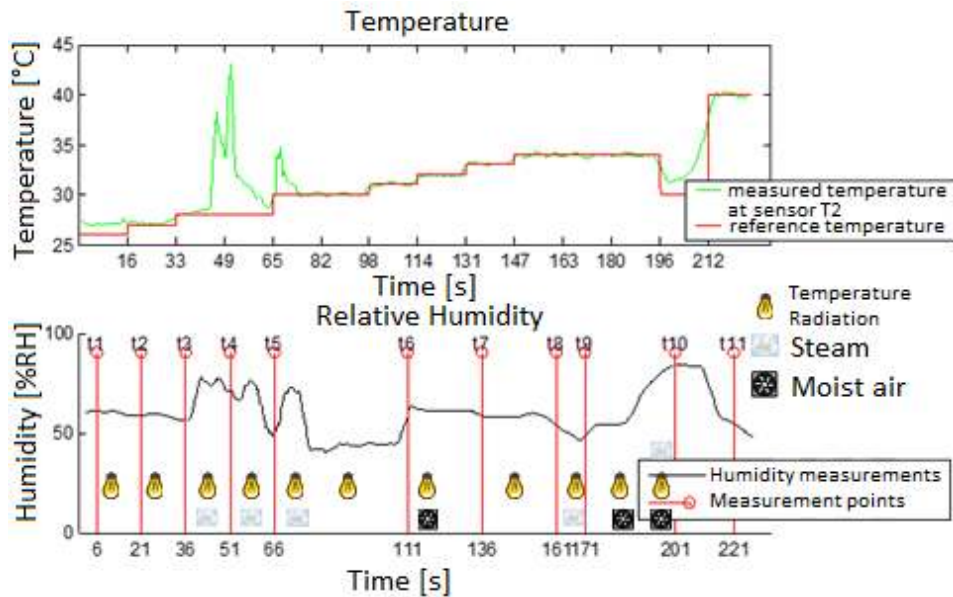 Temperature
Temperature [°C]
45
40
35
30
25
16 33 49 65 82 98 114 131 147 163 180 196 212
measured temperature
at sensor T2
reference temperature
Time [s]
Relative Humidity
Temperature
Radiation
Steam
Moist air
Humidity [%RH]
100
50
0
t1 t2 t3 t4 t5 t6 t7 t8 t9 t10 t11
Humidity measurements
Measurement points
6 21 36 51 66 111 136 161 171 201 221
Time [s]